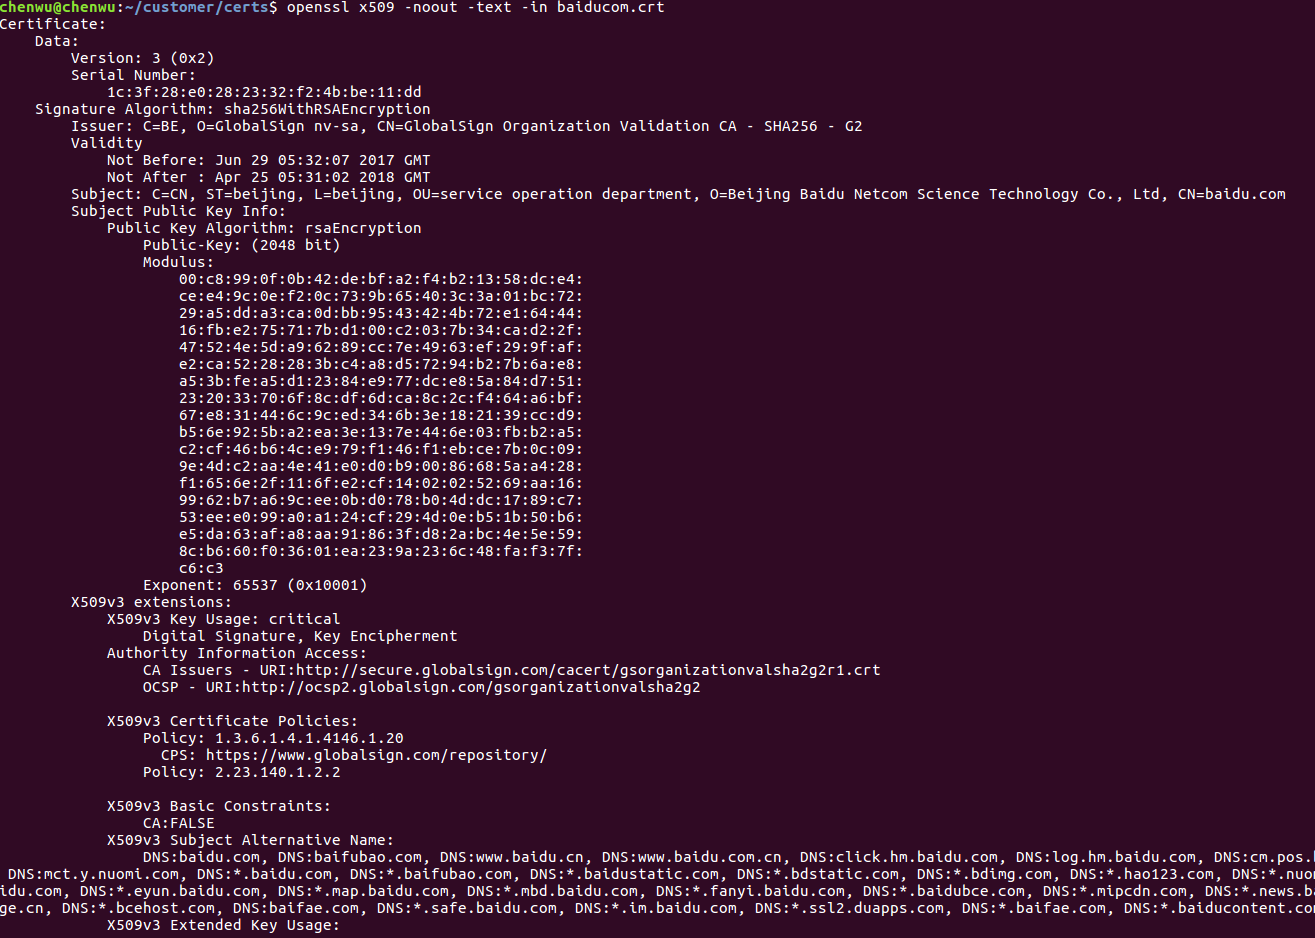 chenwu@chenwu:~/customer/certs$ openssl x509 -noout -text -in baiducom.crt
Certificate:
    Data:
        Version: 3 (0x2)
        Serial Number:
            1c:3f:28:e0:28:23:32:f2:4b:be:11:dd
    Signature Algorithm: sha256WithRSAEncryption
        Issuer: C=BE, O=GlobalSign nv-sa, CN=GlobalSign Organization Validation CA - SHA256 - G2
        Validity
            Not Before: Jun 29 05:32:07 2017 GMT
            Not After : Apr 25 05:31:02 2018 GMT
        Subject: C=CN, ST=beijing, L=beijing, OU=service operation department, O=Beijing Baidu Netcom Science Technology Co., Ltd, CN=baidu.com
        Subject Public Key Info:
            Public Key Algorithm: rsaEncryption
                Public-Key: (2048 bit)
                Modulus:
                    00:c8:99:0f:0b:42:de:bf:a2:f4:b2:13:58:dc:e4:
                    ce:e4:9c:0e:f2:0c:73:9b:65:40:3c:3a:01:bc:72:
                    29:a5:dd:a3:ca:0d:bb:95:43:42:4b:72:e1:64:44:
                    16:fb:e2:75:71:7b:d1:00:c2:03:7b:34:ca:d2:2f:
                    47:52:4e:5d:a9:62:89:cc:7e:49:63:ef:29:9f:af:
                    e2:ca:52:28:28:3b:c4:a8:d5:72:94:b2:7b:6a:e8:
                    a5:3b:fe:a5:d1:23:84:e9:77:dc:e8:5a:84:d7:51:
                    23:20:33:70:6f:8c:df:6d:ca:8c:2c:f4:64:a6:bf:
                    67:e8:31:44:6c:9c:ed:34:6b:3e:18:21:39:cc:d9:
                    b5:6e:92:5b:a2:ea:3e:13:7e:44:6e:03:fb:b2:a5:
                    c2:cf:46:b6:4c:e9:79:f1:46:f1:eb:ce:7b:0c:09:
                    9e:4d:c2:aa:4e:41:e0:d0:b9:00:86:68:5a:a4:28:
                    f1:65:6e:2f:11:6f:e2:cf:14:02:02:52:69:aa:16:
                    99:62:b7:a6:9c:ee:0b:d0:78:b0:4d:dc:17:89:c7:
                    53:ee:e0:99:a0:a1:24:cf:29:4d:0e:b5:1b:50:b6:
                    e5:da:63:af:a8:aa:91:86:3f:d8:2a:bc:4e:5e:59:
                    8c:b6:60:f0:36:01:ea:23:9a:23:6c:48:fa:f3:7f:
                    c6:c3
                Exponent: 65537 (0x10001)
        X509v3 extensions:
            X509v3 Key Usage: critical
                Digital Signature, Key Encipherment
            Authority Information Access:
                CA Issuers - URI:http://secure.globalsign.com/cacert/gsorganizationvalsha2g2r1.crt
                OCSP - URI:http://ocsp2.globalsign.com/gsorganizationvalsha2g2
            X509v3 Certificate Policies:
                Policy: 1.3.6.1.4.1.4146.1.20
                  CPS: https://www.globalsign.com/repository/
                Policy: 2.23.140.1.2.2
            X509v3 Basic Constraints:
                CA:FALSE
            X509v3 Subject Alternative Name:
                DNS:baidu.com, DNS:baifubao.com, DNS:www.baidu.cn, DNS:www.baidu.com.cn, DNS:click.hm.baidu.com, DNS:log.hm.baidu.com, DNS:cm.pos.
 DNS:mct.y.nuomi.com, DNS:*.baidu.com, DNS:*.baifubao.com, DNS:*.baidustatic.com, DNS:*.bdstatic.com, DNS:*.bdimg.com, DNS:*.hao123.com, DNS:*.nuo
idu.com, DNS:*.eyun.baidu.com, DNS:*.map.baidu.com, DNS:*.mbd.baidu.com, DNS:*.fanyi.baidu.com, DNS:*.baidubce.com, DNS:*.mipcdn.com, DNS:*.news.ba
ge.cn, DNS:*.bcehost.com, DNS:baifae.com, DNS:*.safe.baidu.com, DNS:*.im.baidu.com, DNS:*.ssl2.duapps.com, DNS:*.baifae.com, DNS:*.baiducontent.co
            X509v3 Extended Key Usage: